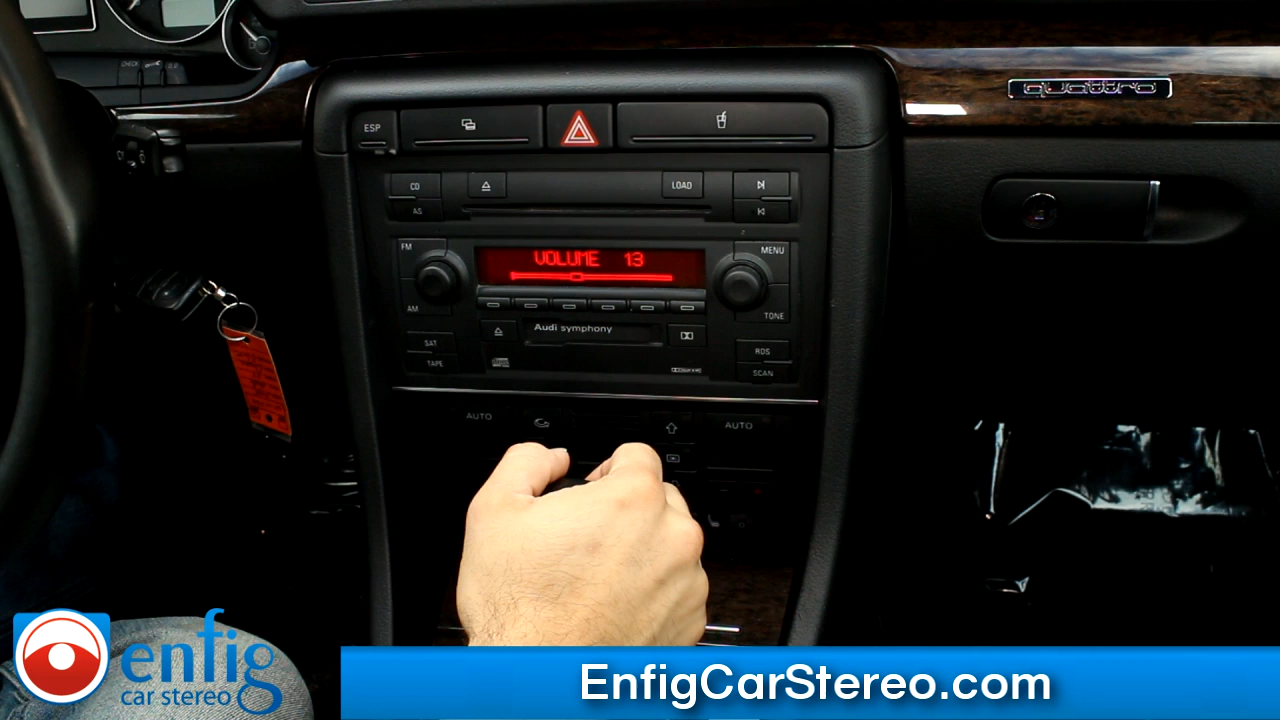 CHECK
quattro
ESP
CD
LOAD
AS
FM
VOLUME 13
MENU
AM
TONE
Audi symphony
SAT
RDS
TAPE
SCAN
AUTO
AUTO
enfig
car stereo
EnfigCarStereo.com